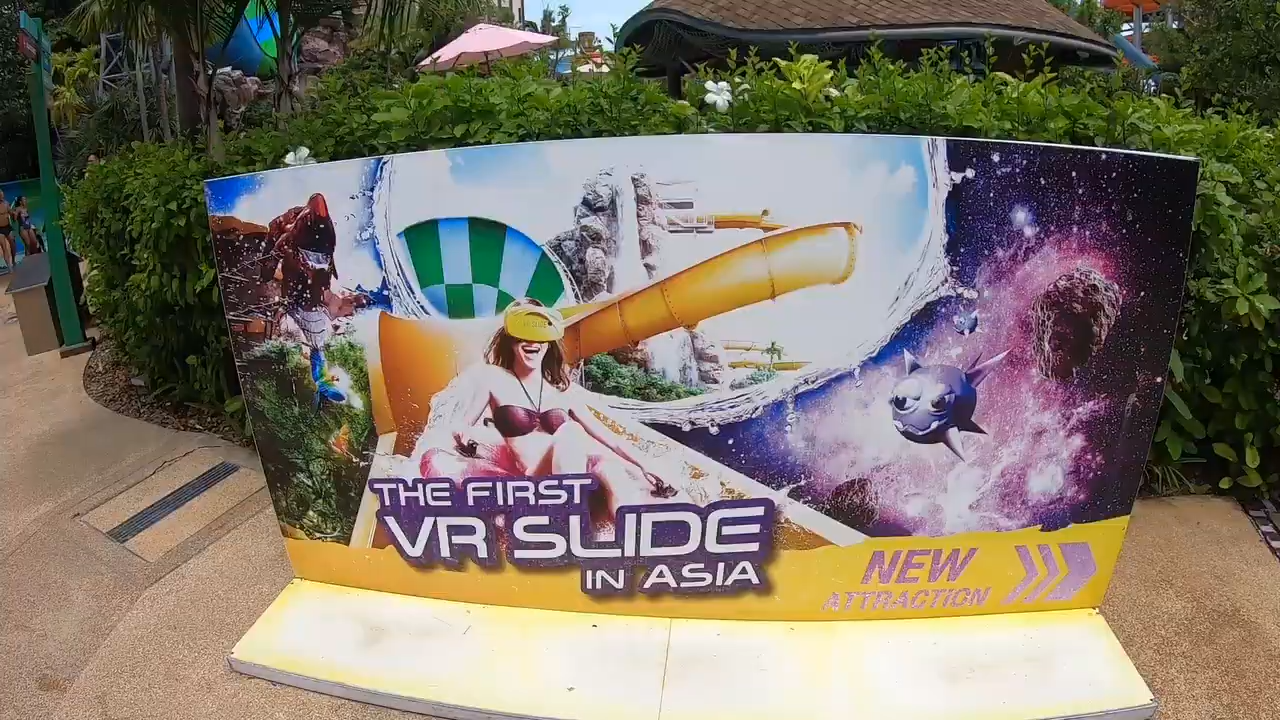 THE FIRST
VR SLIDE
IN ASIA
NEW
ATTRACTION